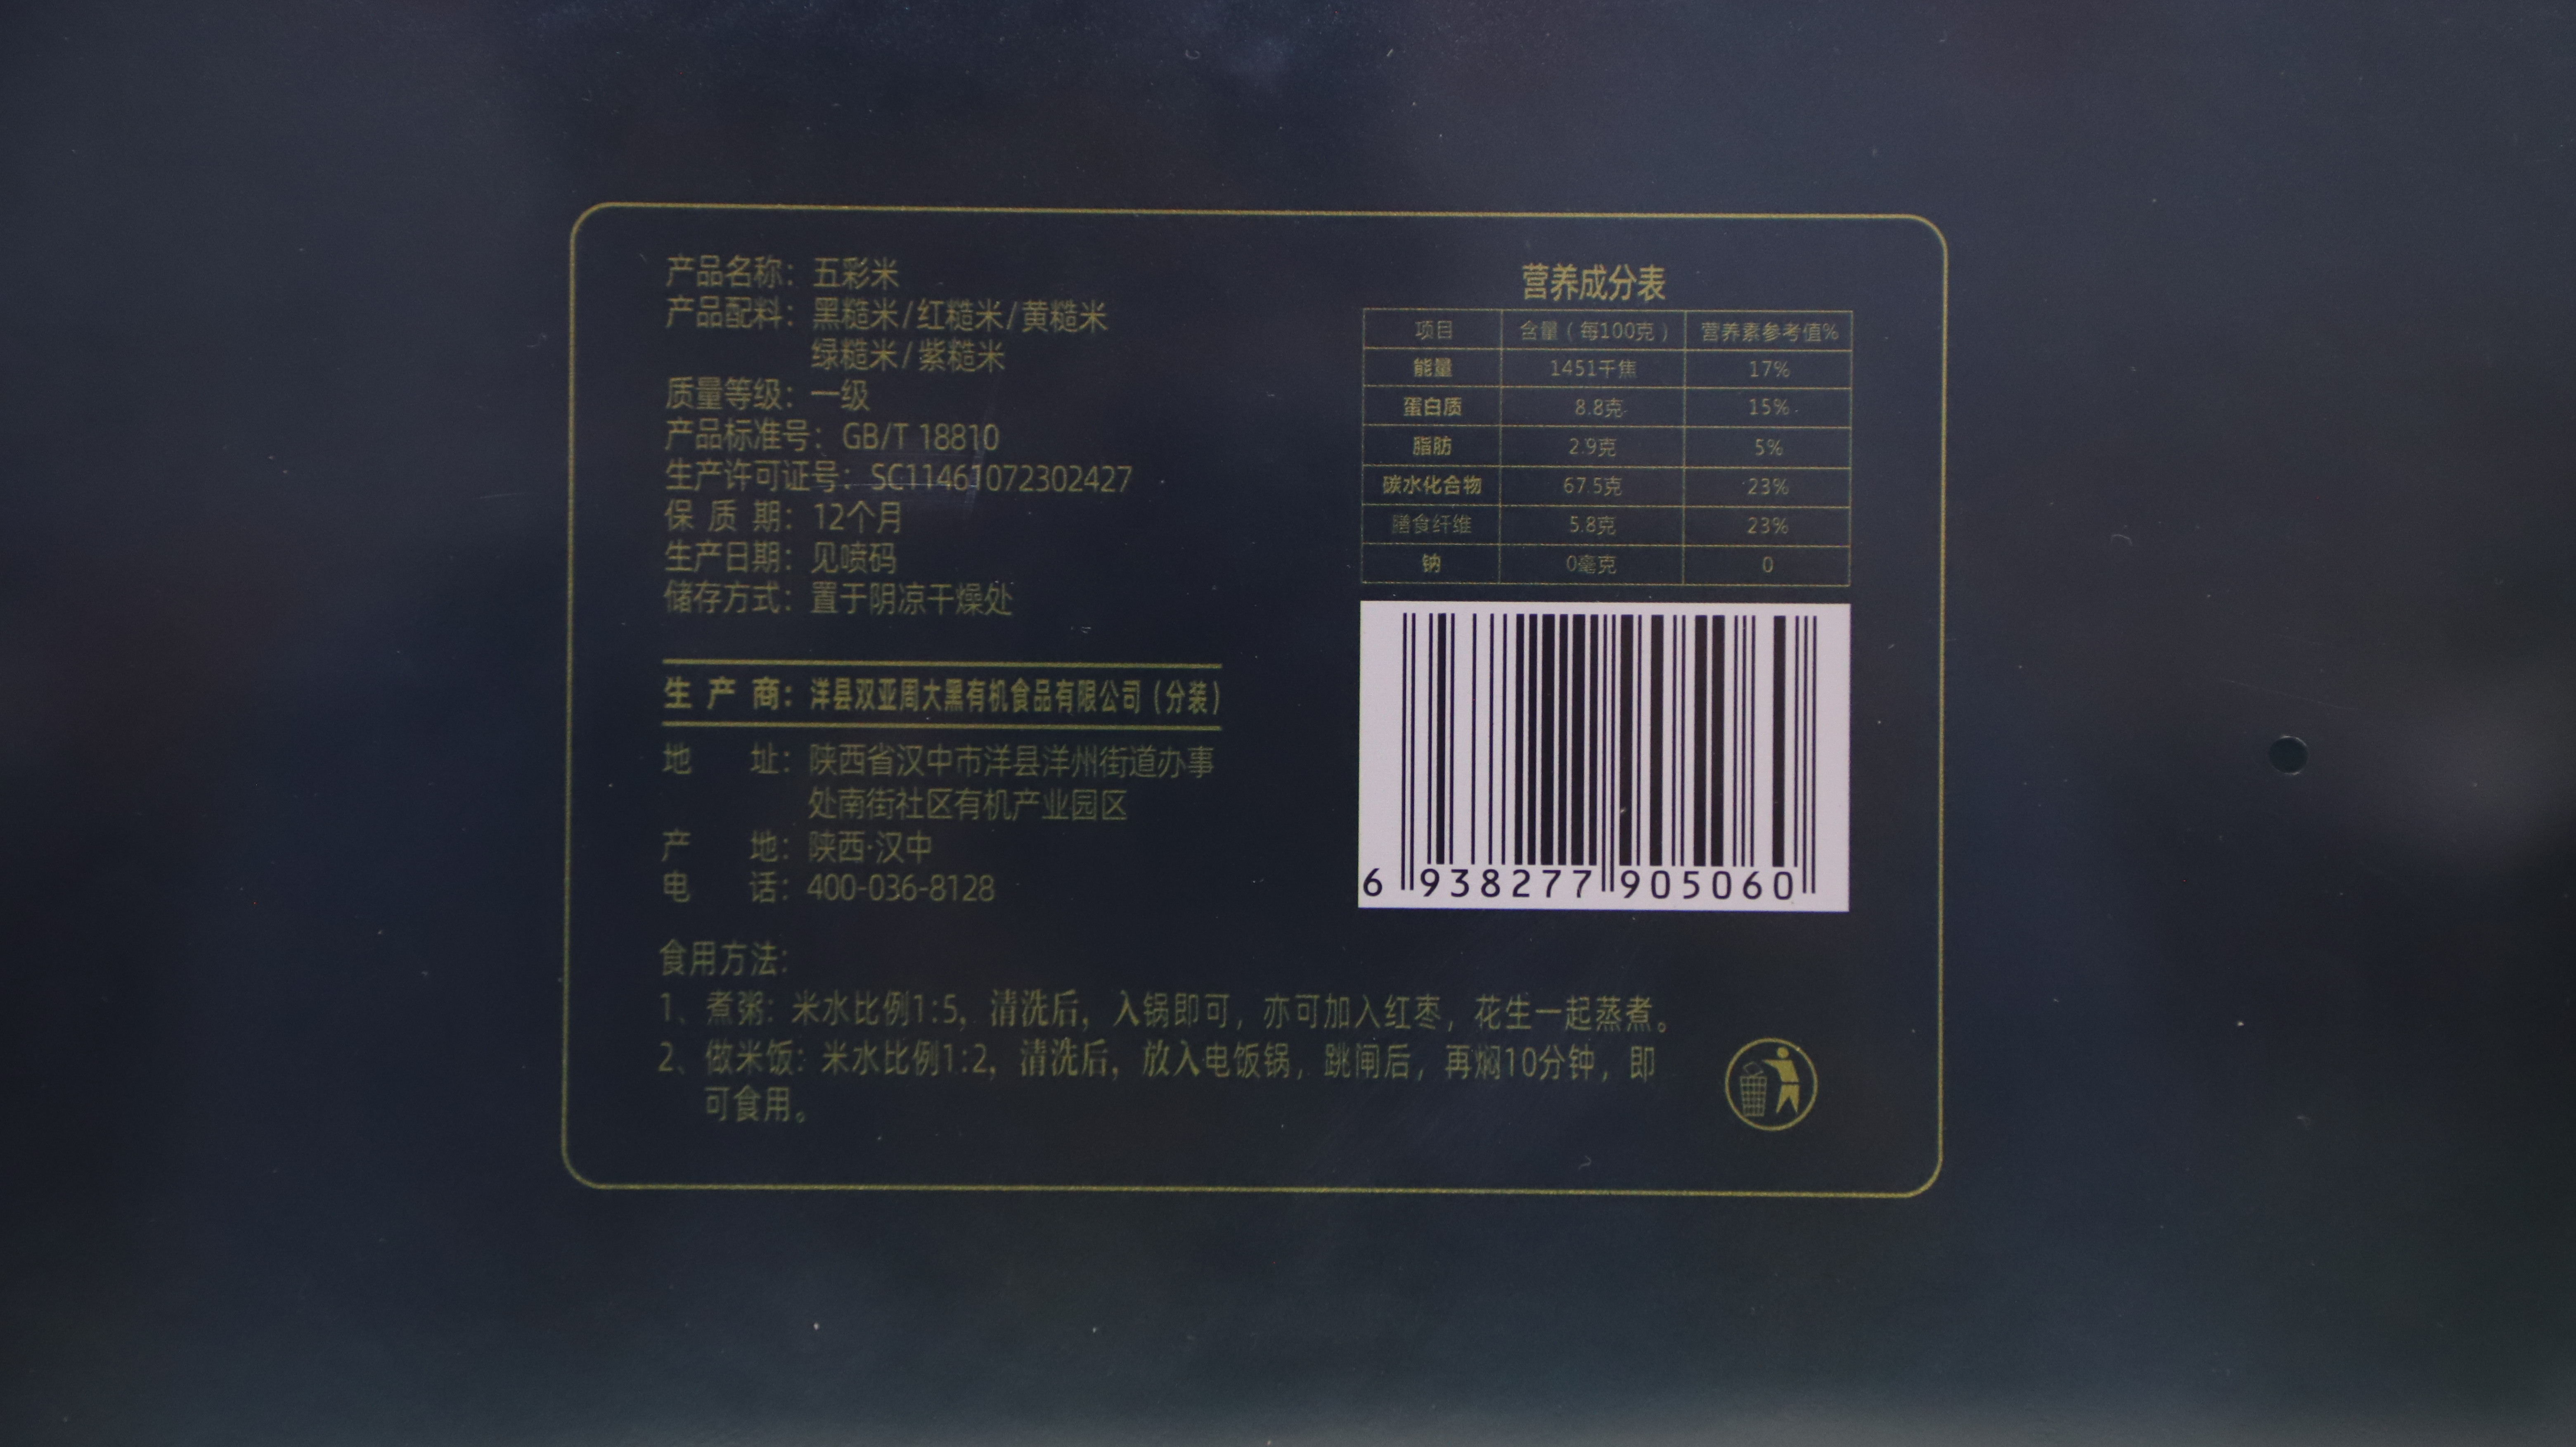 产品名称：五彩米
产品配料：黑糙米/红糙米/黄糙米
绿糙米/紫糙米
质量等级：一级
产品标准号：GB/T 18810
生产许可证号：SC11461072302427
保质期：12个月
生产日期：见喷码
储存方式：置于阴凉干燥处
生产商：洋县双亚周大黑有机食品有限公司（分装）
地址：陕西省汉中市洋县洋州街道办事
处南街社区有机产业园区
产地：陕西·汉中
电话：400-036-8128
营养成分表
项目 含量（每100克） 营养素参考值%
能量 1451千焦 17%
蛋白质 8.8克 15%
脂肪 2.9克 5%
碳水化合物 67.5克 23%
膳食纤维 5.8克 23%
钠 0毫克 0
6 938277 905060
食用方法：
1、煮粥：米水比例1:5，清洗后，入锅即可，亦可加入红枣，花生一起蒸煮。
2、做米饭：米水比例1:2，清洗后，放入电饭锅，跳闸后，再焖10分钟，即
可食用。